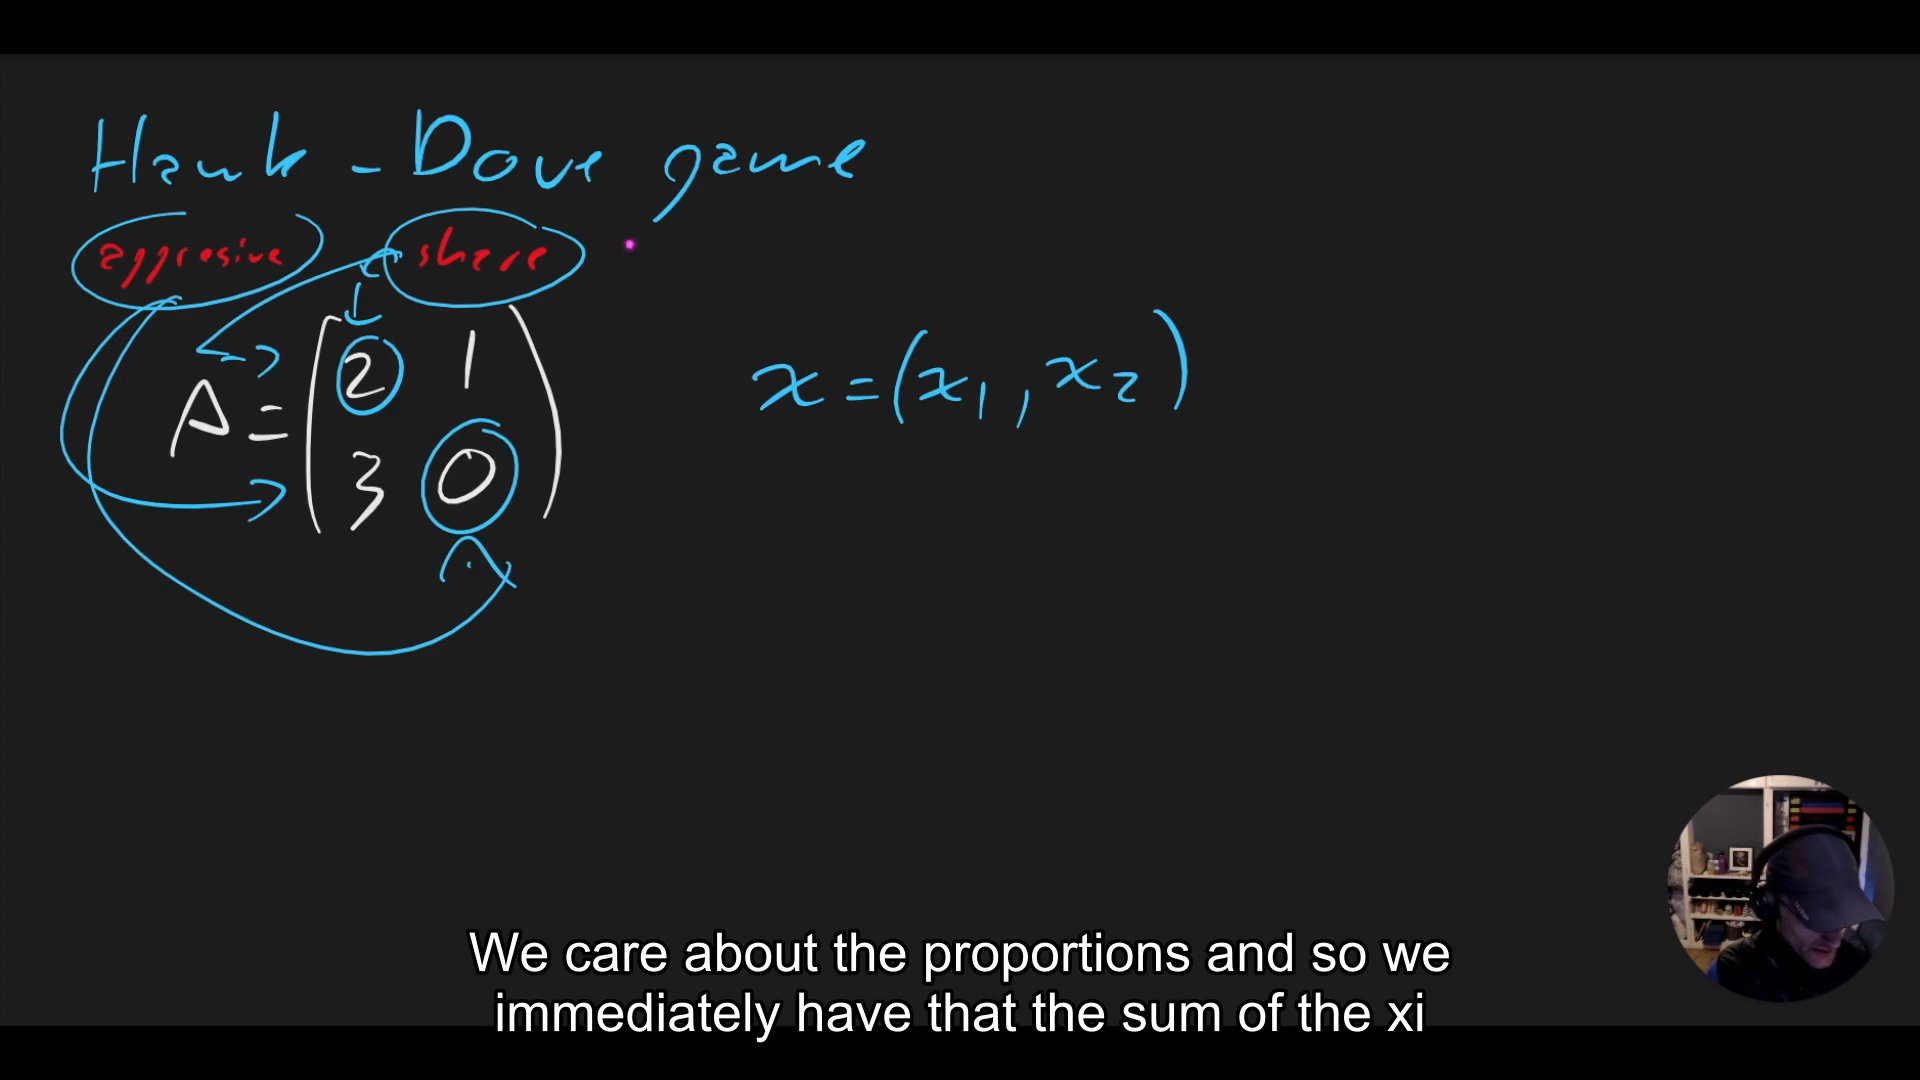 Hawk - Dove game
aggresive share
A = ( 2 1
3 0 )
x = (x₁, x₂)
We care about the proportions and so we
immediately have that the sum of the xi